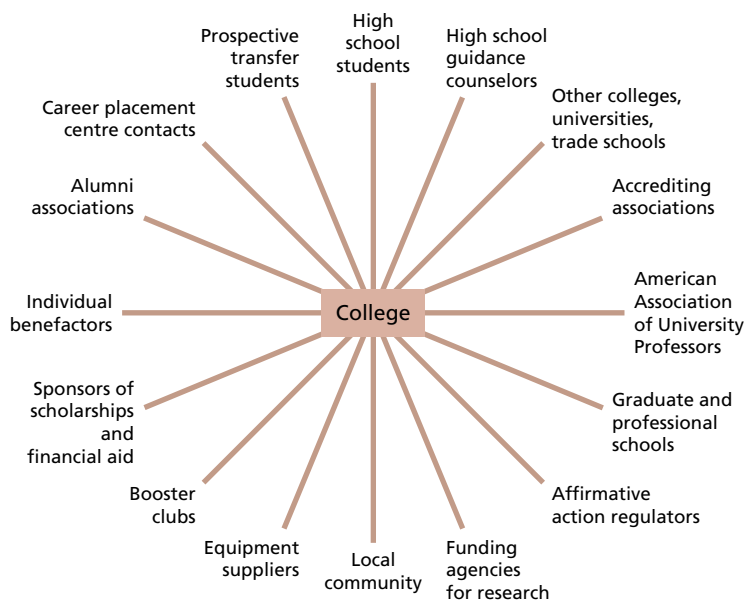 High
school
students
High school
guidance
counselors
Other colleges,
universities,
trade schools
Accrediting
associations
American
Association
of University
Professors
Graduate and
professional
schools
Affirmative
action regulators
Funding
agencies
for research
Local
community
Equipment
suppliers
Booster
clubs
Sponsors of
scholarships
and
financial aid
Individual
benefactors
Alumni
associations
Career placement
centre contacts
Prospective
transfer
students
College